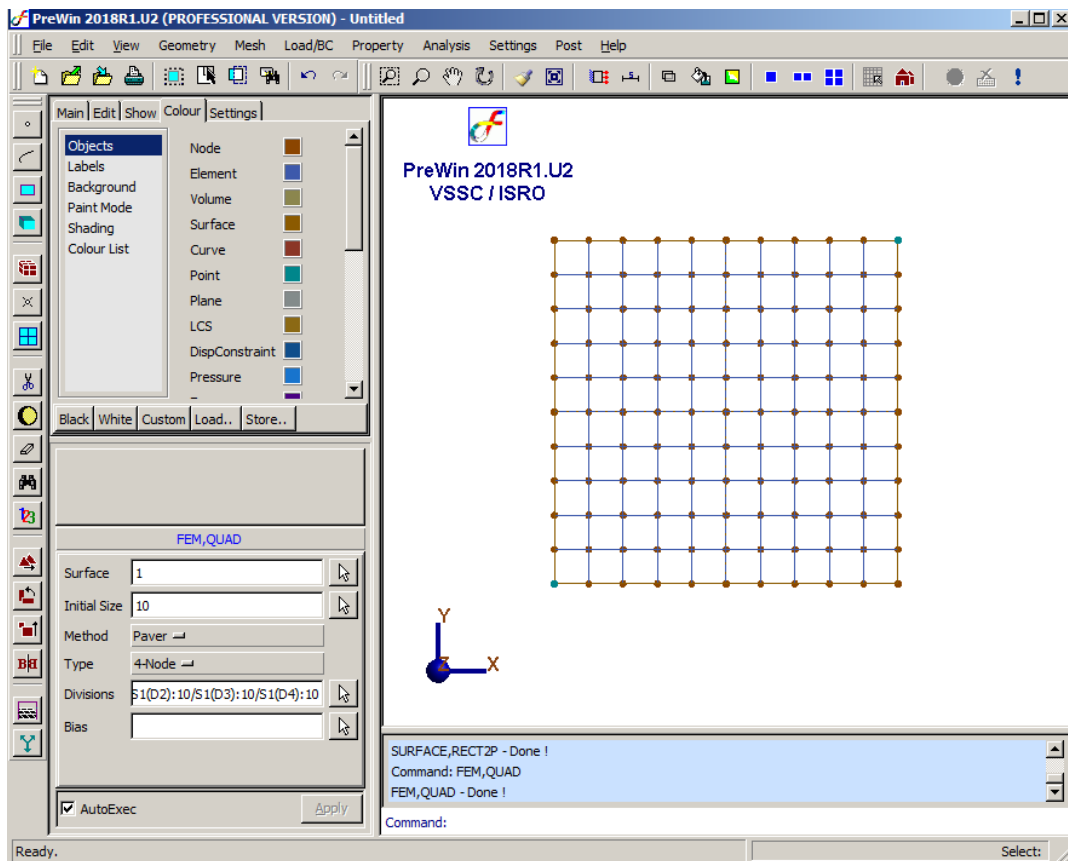 PreWin 2018R1.U2 (PROFESSIONAL VERSION) - Untitled
File Edit View Geometry Mesh Load/BC Property Analysis Settings Post Help
Main Edit Show Colour Settings
Objects
Labels
Background
Paint Mode
Shading
Colour List
Node
Element
Volume
Surface
Curve
Point
Plane
LCS
DispConstraint
Pressure
Black White Custom Load.. Store..
FEM,QUAD
Surface 1
Initial Size 10
Method Paver
Type 4-Node
Divisions S1(D2):10/S1(D3):10/S1(D4):10
Bias
AutoExec Apply
PreWin 2018R1.U2
VSSC / ISRO
Y
Z X
SURFACE,RECT2P - Done !
Command: FEM,QUAD
FEM,QUAD - Done !
Command:
Ready. Select: